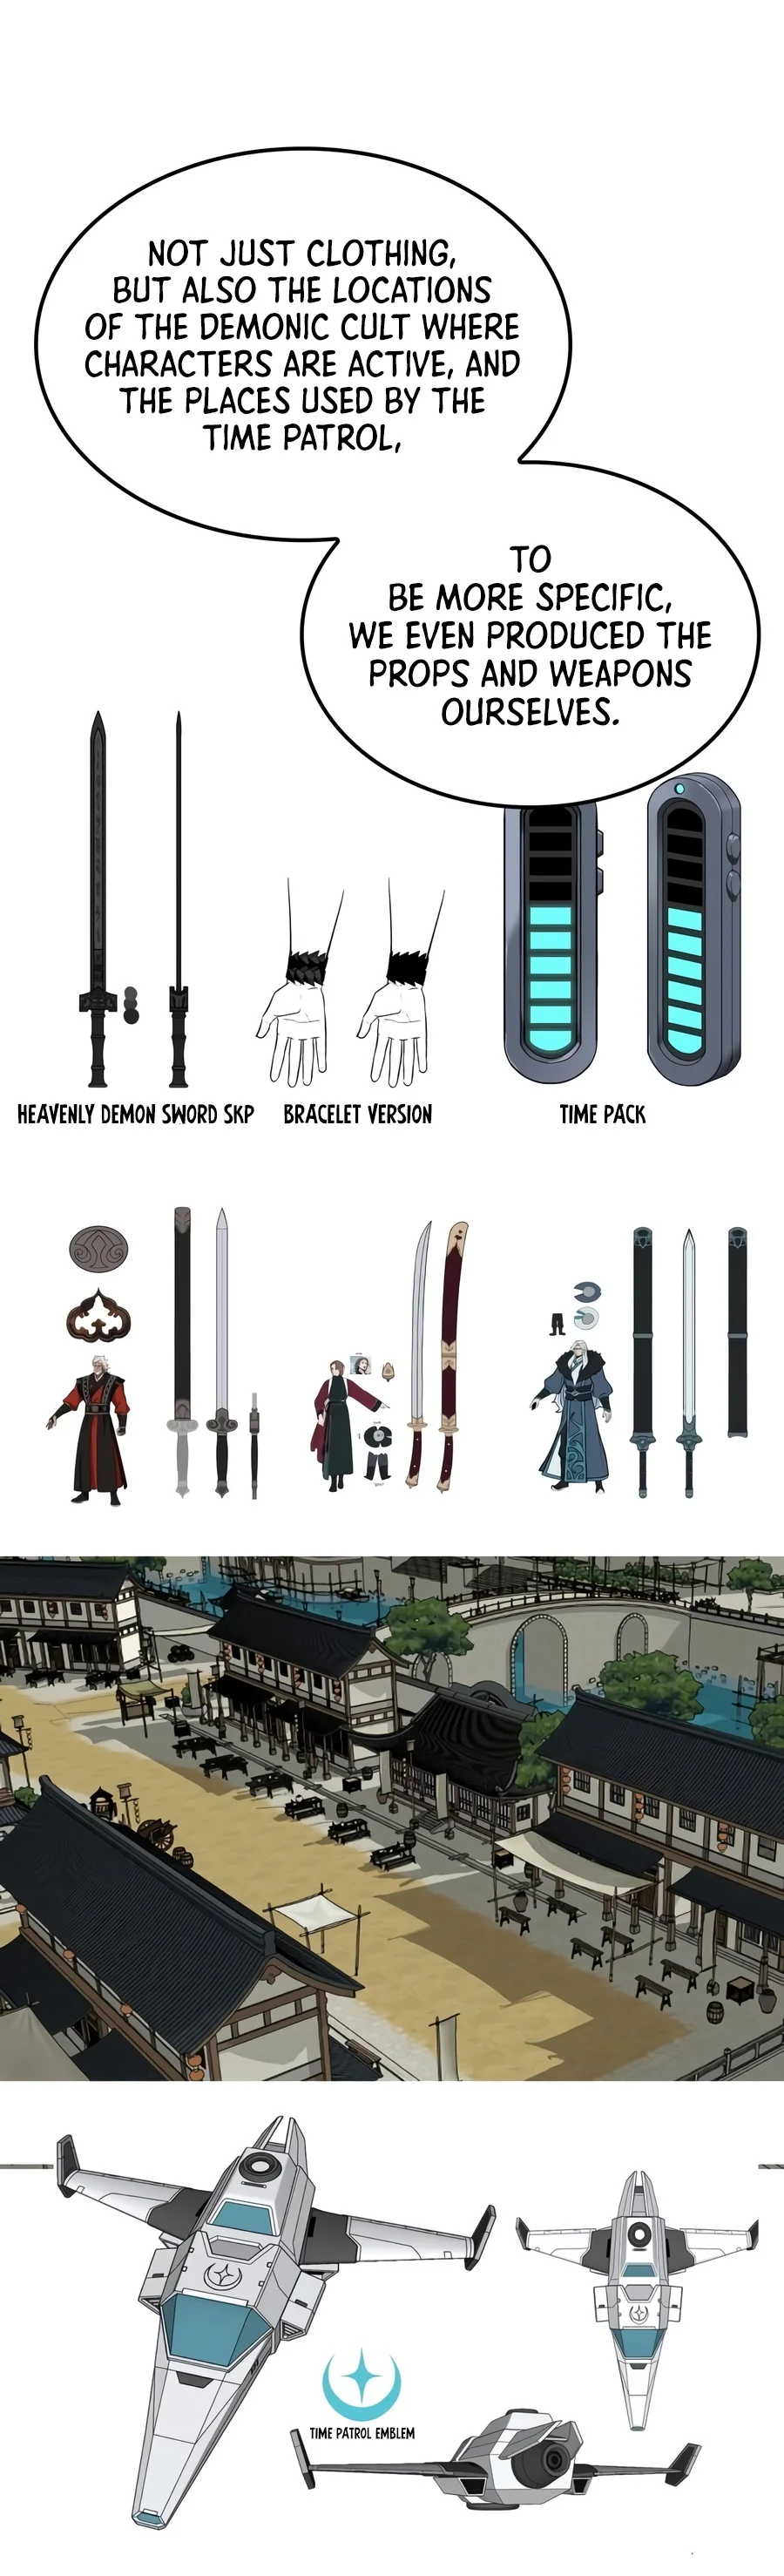 NOT JUST CLOTHING,
BUT ALSO THE LOCATIONS
OF THE DEMONIC CULT WHERE
CHARACTERS ARE ACTIVE, AND
THE PLACES USED BY THE
TIME PATROL,
TO
BE MORE SPECIFIC,
WE EVEN PRODUCED THE
PROPS AND WEAPONS
OURSELVES.
HEAVENLY DEMON SWORD SKP
BRACELET VERSION
TIME PACK
TIME PATROL EMBLEM